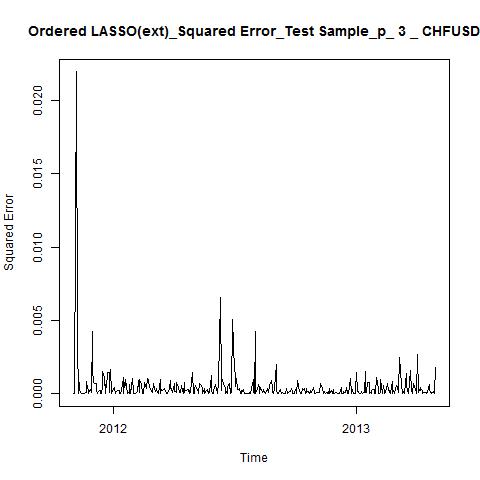 Ordered LASSO(ext)_Squared Error_Test Sample_p_ 3 _ CHFUSD
Squared Error
0.020
0.015
0.010
0.005
0.000
2012
2013
Time